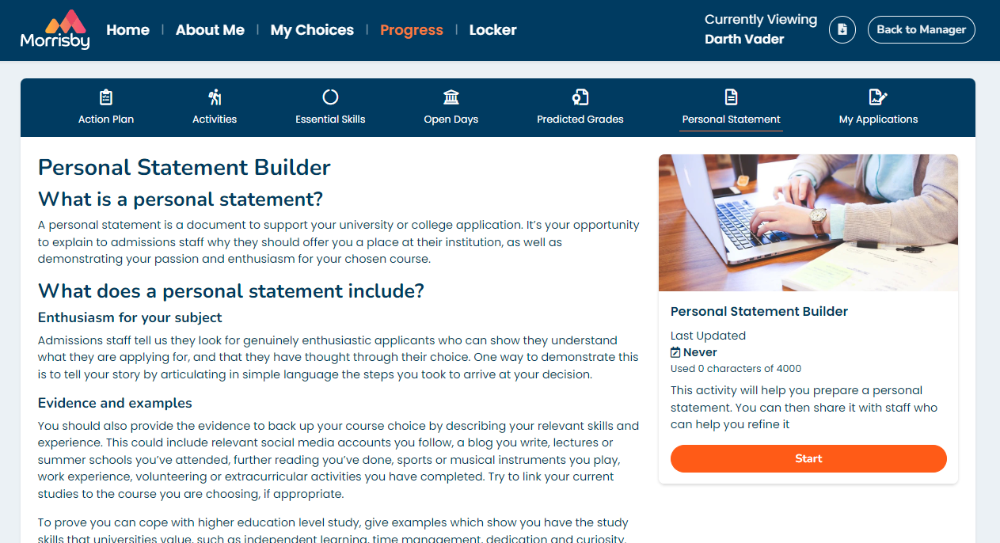 Morrisby
Home | About Me | My Choices | Progress | Locker
Currently Viewing
Darth Vader
Back to Manager
Action Plan
Activities
Essential Skills
Open Days
Predicted Grades
Personal Statement
My Applications
Personal Statement Builder
What is a personal statement?
A personal statement is a document to support your university or college application. It’s your opportunity
to explain to admissions staff why they should offer you a place at their institution, as well as
demonstrating your passion and enthusiasm for your chosen course.
What does a personal statement include?
Enthusiasm for your subject
Admissions staff tell us they look for genuinely enthusiastic applicants who can show they understand
what they are applying for, and that they have thought through their choice. One way to demonstrate this
is to tell your story by articulating in simple language the steps you took to arrive at your decision.
Evidence and examples
You should also provide the evidence to back up your course choice by describing your relevant skills and
experience. This could include relevant social media accounts you follow, a blog you write, lectures or
summer schools you’ve attended, further reading you’ve done, sports or musical instruments you play,
work experience, volunteering or extracurricular activities you have completed. Try to link your current
studies to the course you are choosing, if appropriate.
To prove you can cope with higher education level study, give examples which show you have the study
skills that universities value, such as independent learning, time management, dedication and curiosity.
Personal Statement Builder
Last Updated
Never
Used 0 characters of 4000
This activity will help you prepare a personal
statement. You can then share it with staff who
can help you refine it
Start